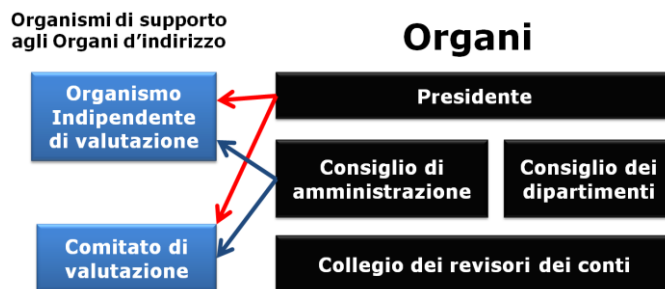 Organismi di supporto
agli Organi d'indirizzo
Organi
Organismo
Indipendente
di valutazione
Presidente
Consiglio di
amministrazione
Consiglio dei
dipartimenti
Comitato di
valutazione
Collegio dei revisori dei conti